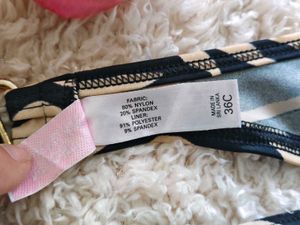 FABRIC:
80% NYLON
20% SPANDEX
LINER:
91% POLYESTER
9% SPANDEX
MADE IN
SRI LANKA
36C